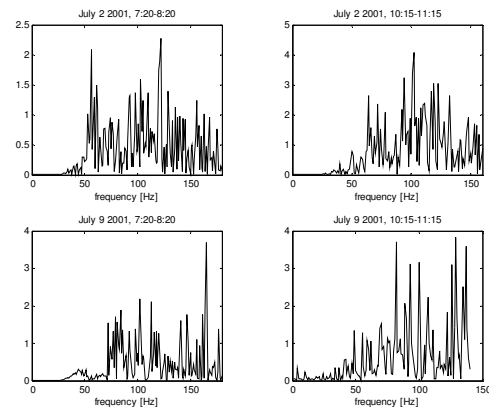 July 2 2001, 7:20-8:20
2.5
2
1.5
1
0.5
0
0 50 100 150
frequency [Hz]
July 2 2001, 10:15-11:15
5
4
3
2
1
0
0 50 100 150
frequency [Hz]
July 9 2001, 7:20-8:20
4
3
2
1
0
0 50 100 150
frequency [Hz]
July 9 2001, 10:15-11:15
4
3
2
1
0
0 50 100 150
frequency [Hz]